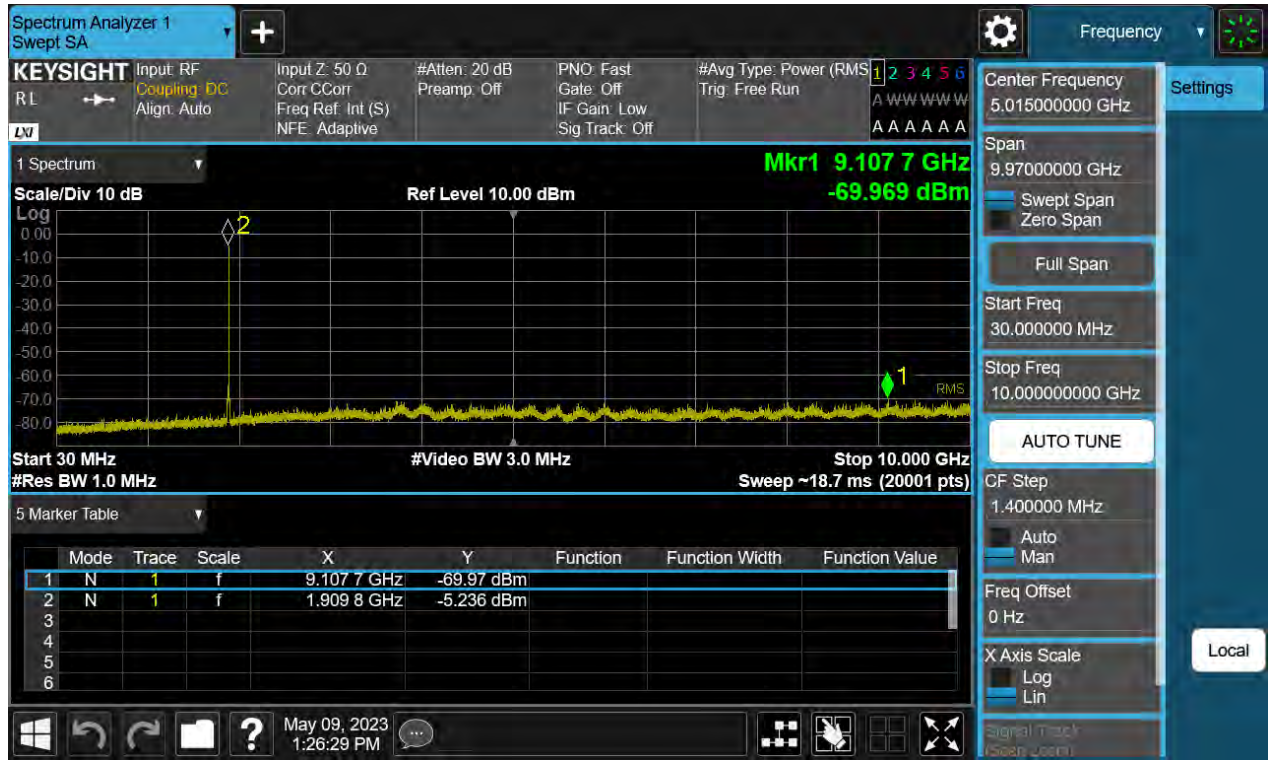 Spectrum Analyzer 1
Swept SA
+
Frequency
KEYSIGHT
RL
LXI
Input: RF
Coupling: DC
Align: Auto
Input Z: 50 Ω
Corr CCorr
Freq Ref: Int (S)
NFE: Adaptive
#Atten: 20 dB
Preamp: Off
PNO: Fast
Gate: Off
IF Gain: Low
Sig Track: Off
#Avg Type: Power (RMS
Trig: Free Run
1 2 3 4 5 6
A W W W W W
A A A A A A
1 Spectrum
Mkr1 9.107 7 GHz
-69.969 dBm
Scale/Div 10 dB
Ref Level 10.00 dBm
Log
0.00
-10.0
-20.0
-30.0
-40.0
-50.0
-60.0
-70.0
-80.0
2
1
RMS
Start 30 MHz
#Video BW 3.0 MHz
Stop 10.000 GHz
#Res BW 1.0 MHz
Sweep ~18.7 ms (20001 pts)
5 Marker Table
Mode Trace Scale X Y Function Function Width Function Value
1 N 1 f 9.107 7 GHz -69.97 dBm
2 N 1 f 1.909 8 GHz -5.236 dBm
3
4
5
6
Center Frequency
5.015000000 GHz
Settings
Span
9.97000000 GHz
Swept Span
Zero Span
Full Span
Start Freq
30.000000 MHz
Stop Freq
10.000000000 GHz
AUTO TUNE
CF Step
1.400000 MHz
Auto
Man
Freq Offset
0 Hz
X Axis Scale
Log
Lin
Signal Track
(Span Zoom)
Local
?
May 09, 2023
1:26:29 PM